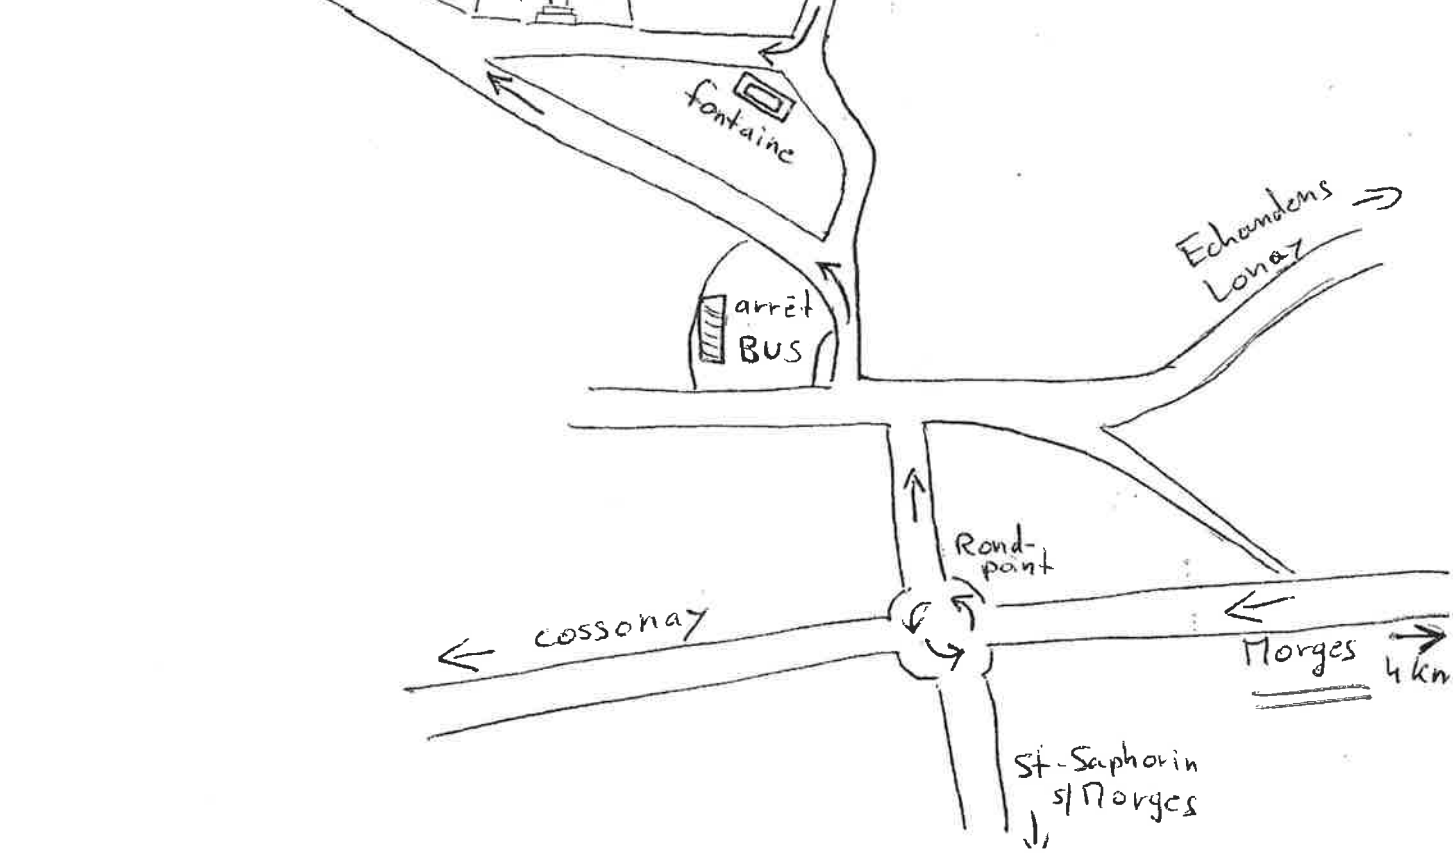 fontaine
Echandens
Lonay
arrêt
BUS
Rond-
point
cossonay
Morges
4 km
St-Saphorin
s/Morges